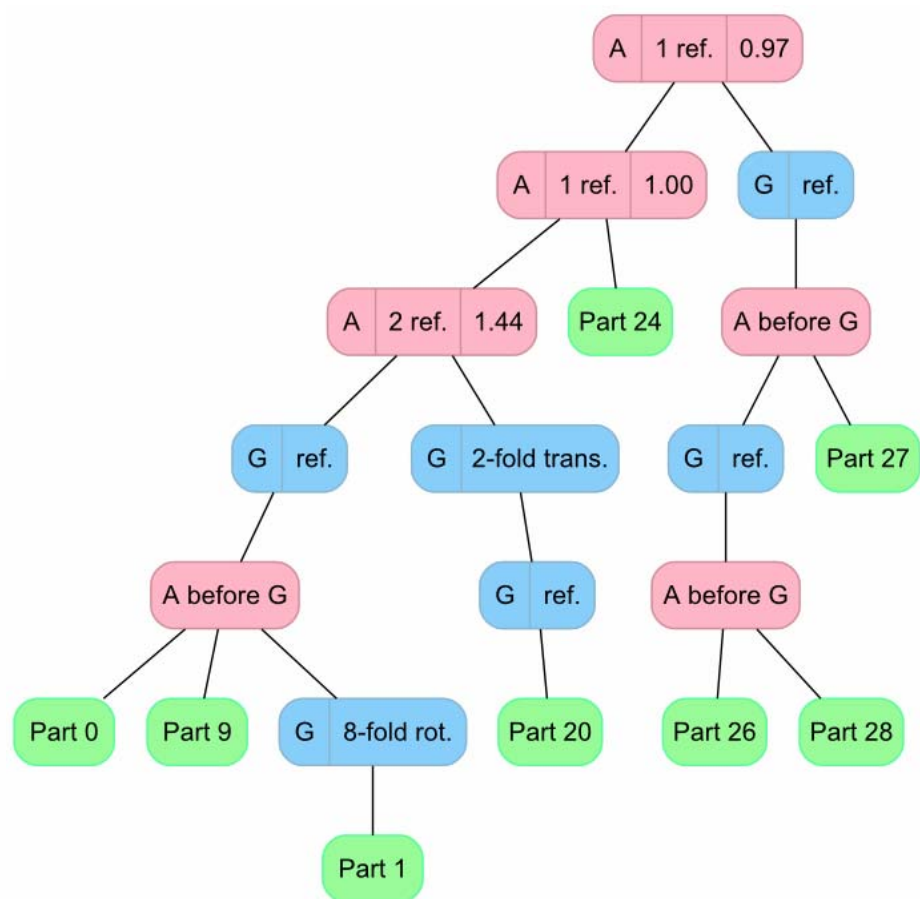 A 1 ref. 0.97
A 1 ref. 1.00
G ref.
A 2 ref. 1.44
Part 24
A before G
G ref.
G 2-fold trans.
G ref.
Part 27
A before G
G ref.
A before G
Part 0
Part 9
G 8-fold rot.
Part 20
Part 26
Part 28
Part 1